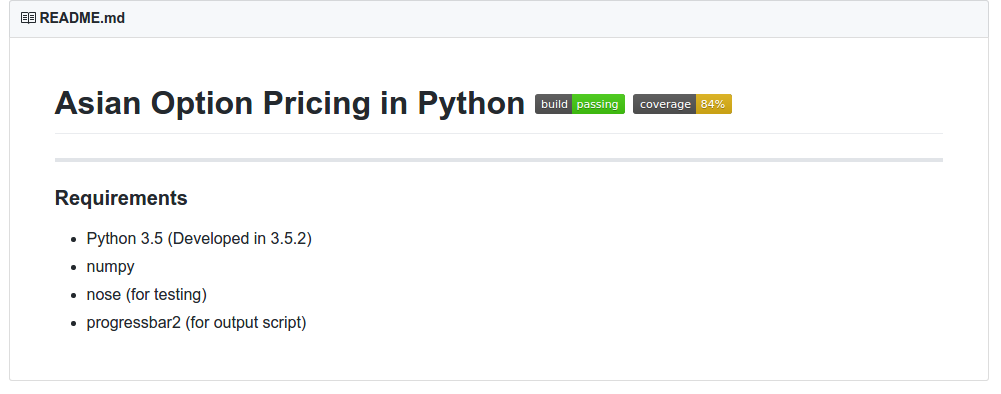 README.md
Asian Option Pricing in Python build passing coverage 84%
Requirements
Python 3.5 (Developed in 3.5.2)
numpy
nose (for testing)
progressbar2 (for output script)